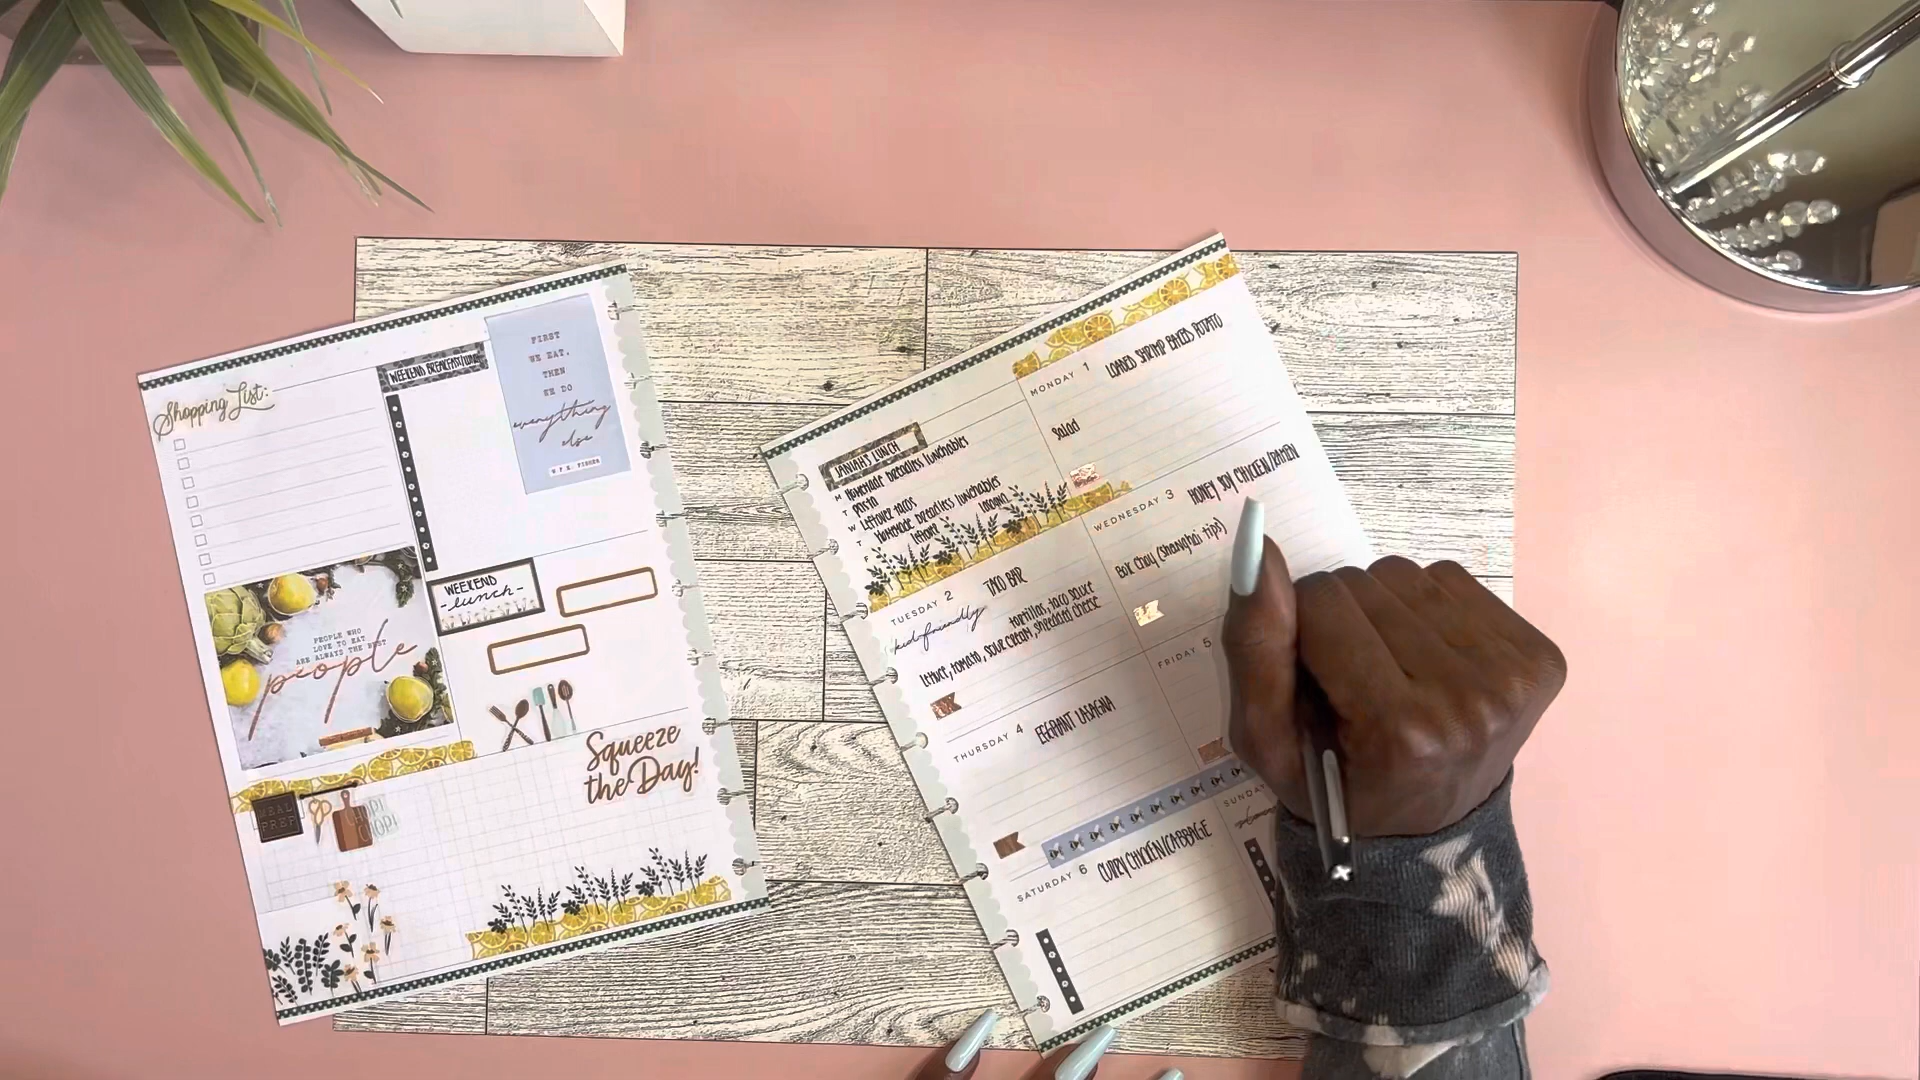 Shopping List:
WEEKEND BREAKFAST/LUNCH
FIRST
WE EAT,
THEN
WE DO
everything
else
M.F.K. FISHER
WEEKEND
-lunch-
PEOPLE WHO
LOVE TO EAT
ARE ALWAYS THE BEST
people
Squeeze
the Day!
MEAL
PREP
CHOP!
CHOP!
LUNCH
M Homemade breadless lunchables
T pasta
W Leftover tacos
T Homemade breadless lunchables
F leftover lasagna
MONDAY 1
LOADED SHRIMP BAKED POTATO
Salad
TUESDAY 2
TACO BAR
kid-friendly
tortillas, taco sauce
lettuce, tomato, sour cream, shredded cheese
WEDNESDAY 3
HONEY SOY CHICKEN/RAMEN
Bok choy (Shanghai tips)
THURSDAY 4
EGGPLANT LASAGNA
FRIDAY 5
SATURDAY 6
CURRY CHICKEN/CABBAGE
SUNDAY